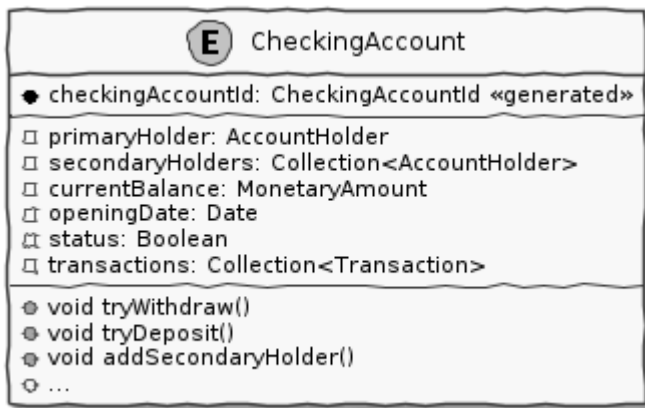 E CheckingAccount
checkingAccountId: CheckingAccountId «generated»
primaryHolder: AccountHolder
secondaryHolders: Collection<AccountHolder>
currentBalance: MonetaryAmount
openingDate: Date
status: Boolean
transactions: Collection<Transaction>
void tryWithdraw()
void tryDeposit()
void addSecondaryHolder()
...